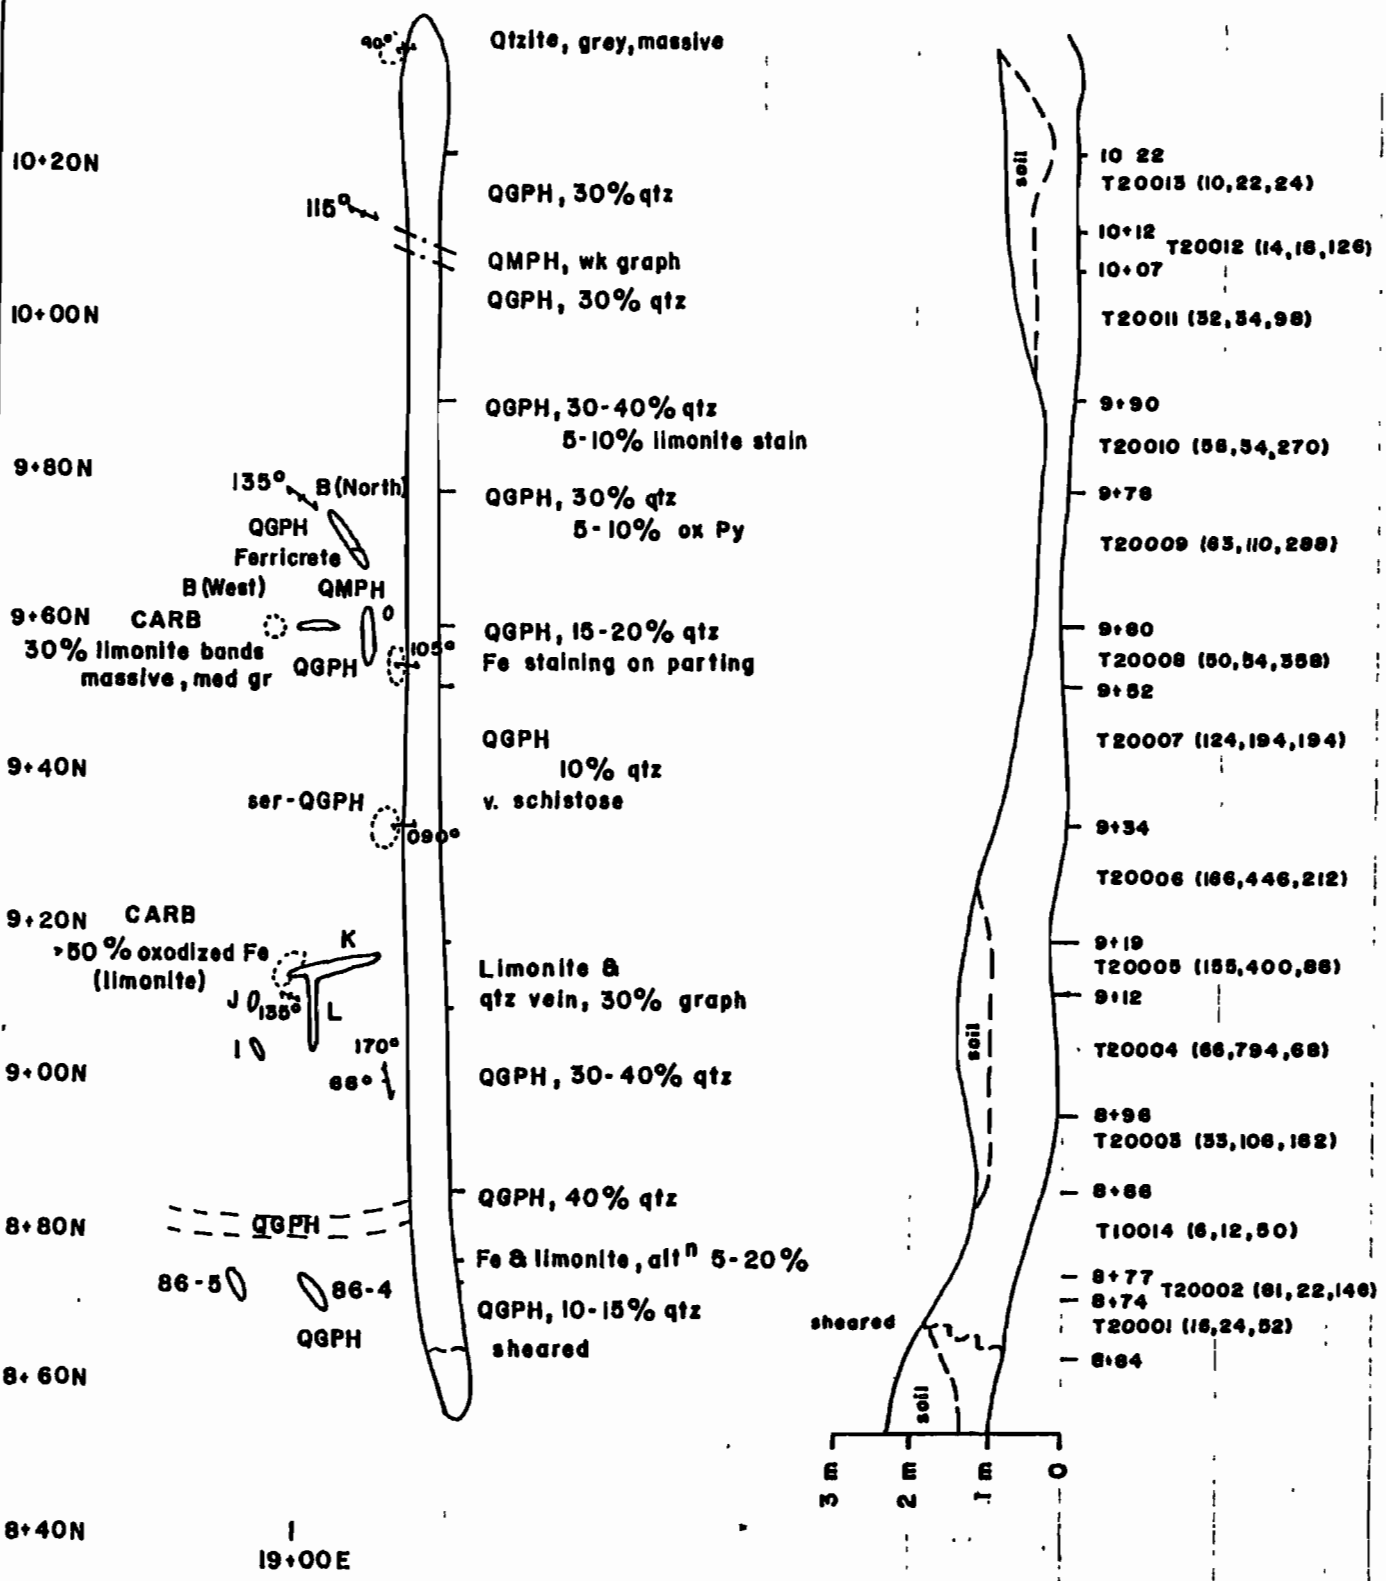 90°
Qtzite, grey, massive
10+20N
QGPH, 30% qtz
115°
QMPH, wk graph
QGPH, 30% qtz
10+00N
QGPH, 30-40% qtz
5-10% limonite stain
9+80N
135°
B (North)
QGPH, 30% qtz
5-10% ox Py
QGPH
Ferricrete
B (West)
QMPH
9+60N
CARB
30% limonite bands
massive, med gr
O
QGPH
105°
QGPH, 15-20% qtz
Fe staining on parting
QGPH
10% qtz
v. schistose
9+40N
ser-QGPH
090°
9+20N
CARB
>50% oxodized Fe
(limonite)
K
J
135°
L
I
Limonite &
qtz vein, 30% graph
170°
66°
9+00N
QGPH, 30-40% qtz
QGPH, 40% qtz
8+80N
QGPH
Fe & limonite, altⁿ 5-20%
86-5
86-4
QGPH
QGPH, 10-15% qtz
sheared
8+60N
8+40N
19+00E
soil
10 22
T20013 (10,22,24)
10+12
T20012 (14,16,126)
10+07
T20011 (32,34,98)
9+90
T20010 (56,54,270)
9+78
T20009 (63,110,288)
9+60
T20008 (50,54,358)
9+52
T20007 (124,194,194)
9+34
T20006 (166,446,212)
9+19
T20005 (155,400,86)
9+12
soil
T20004 (66,794,68)
8+96
T20003 (33,106,162)
8+86
T10014 (6,12,50)
8+77
T20002 (81,22,146)
8+74
sheared
T20001 (16,24,52)
8+64
soil
3 m
2 m
1 m
0